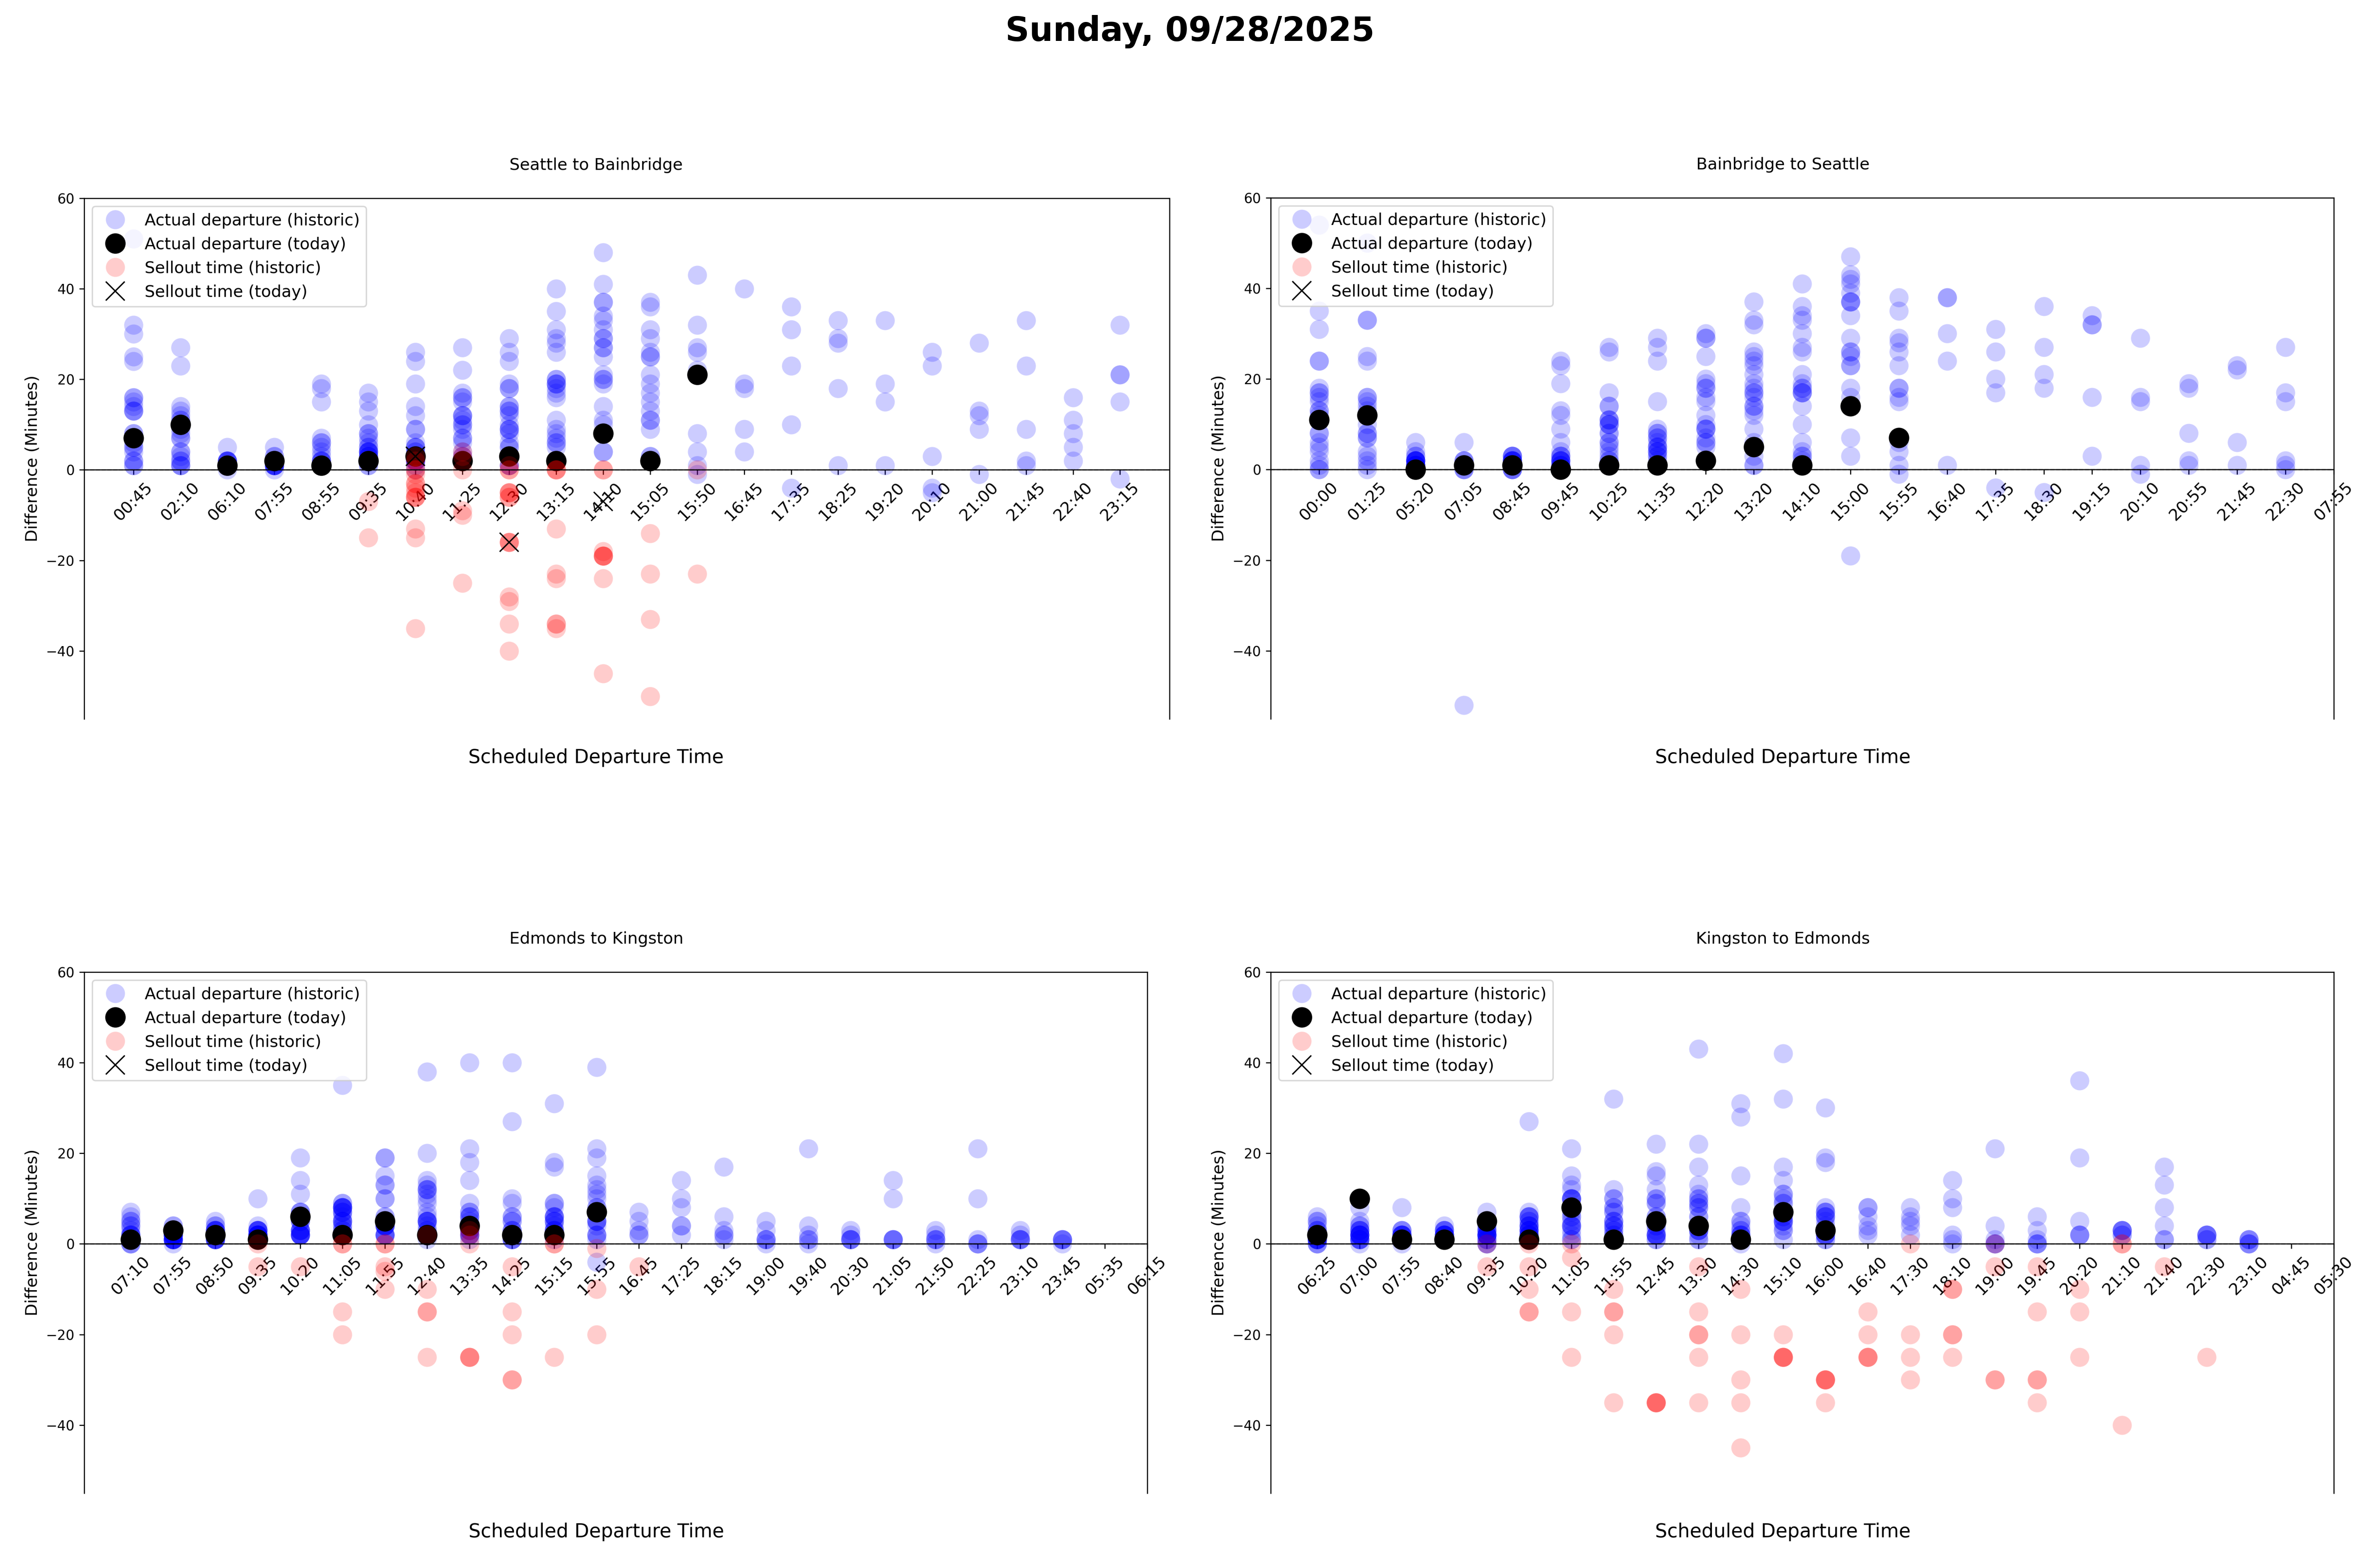 Sunday, 09/28/2025
Seattle to Bainbridge
60
40
20
0
−20
−40
Difference (Minutes)
Actual departure (historic)
Actual departure (today)
Sellout time (historic)
Sellout time (today)
00:45 02:10 06:10 07:55 08:55 09:35 10:40 11:25 12:30 13:15 14:10 15:05 15:50 16:45 17:35 18:25 19:20 20:10 21:00 21:45 22:40 23:15
Scheduled Departure Time
Bainbridge to Seattle
60
40
20
0
−20
−40
Difference (Minutes)
Actual departure (historic)
Actual departure (today)
Sellout time (historic)
Sellout time (today)
00:00 01:25 05:20 07:05 08:45 09:45 10:25 11:35 12:20 13:20 14:10 15:00 15:55 16:40 17:35 18:30 19:15 20:10 20:55 21:45 22:30 07:55
Scheduled Departure Time
Edmonds to Kingston
60
40
20
0
−20
−40
Difference (Minutes)
Actual departure (historic)
Actual departure (today)
Sellout time (historic)
Sellout time (today)
07:10 07:55 08:50 09:35 10:20 11:05 11:55 12:40 13:35 14:25 15:15 15:55 16:45 17:25 18:15 19:00 19:40 20:30 21:05 21:50 22:25 23:10 23:45 05:35 06:15
Scheduled Departure Time
Kingston to Edmonds
60
40
20
0
−20
−40
Difference (Minutes)
Actual departure (historic)
Actual departure (today)
Sellout time (historic)
Sellout time (today)
06:25 07:00 07:55 08:40 09:35 10:20 11:05 11:55 12:45 13:30 14:30 15:10 16:00 16:40 17:30 18:10 19:00 19:45 20:20 21:10 21:40 22:30 23:10 04:45 05:30
Scheduled Departure Time